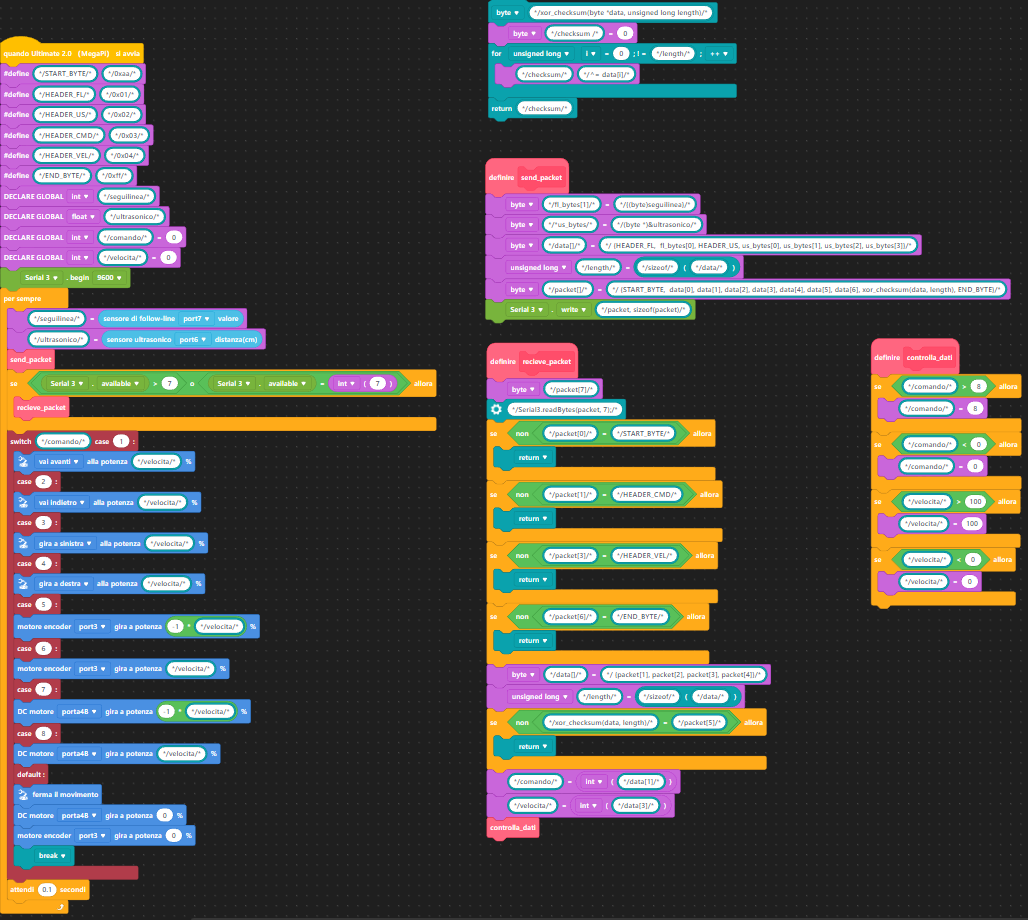 quando Ultimate 2.0 (MegaPi) si avvia
#define */START_BYTE/* */0xaa/*
#define */HEADER_FL/* */0x01/*
#define */HEADER_US/* */0x02/*
#define */HEADER_CMD/* */0x03/*
#define */HEADER_VEL/* */0x04/*
#define */END_BYTE/* */0xff/*
DECLARE GLOBAL int */seguilinea/*
DECLARE GLOBAL float */ultrasonico/*
DECLARE GLOBAL int */comando/* = 0
DECLARE GLOBAL int */velocita/* = 0
Serial 3 . begin 9600
per sempre
*/seguilinea/* = sensore di follow-line port7 valore
*/ultrasonico/* = sensore ultrasonico port6 distanza(cm)
send_packet
se Serial 3 . available > 7 o Serial 3 . available = int ( 7 ) allora
recieve_packet
switch */comando/* case 1 :
vai avanti alla potenza */velocita/* %
case 2 :
vai indietro alla potenza */velocita/* %
case 3 :
gira a sinistra alla potenza */velocita/* %
case 4 :
gira a destra alla potenza */velocita/* %
case 5 :
motore encoder port3 gira a potenza -1 * */velocita/* %
case 6 :
motore encoder port3 gira a potenza */velocita/* %
case 7 :
DC motore porta4B gira a potenza -1 * */velocita/* %
case 8 :
DC motore porta4B gira a potenza */velocita/* %
default :
ferma il movimento
DC motore porta4B gira a potenza 0 %
motore encoder port3 gira a potenza 0 %
break
attendi 0.1 secondi
byte */xor_checksum(byte *data, unsigned long length)/*
byte */checksum /* = 0
for unsigned long i = 0 ; i < */length/* ; ++
*/checksum/* */^= data[i]/*
return */checksum/*
definire send_packet
byte */fl_bytes[1]/* = */((byte)seguilinea)/*
byte */*us_bytes/* = */(byte *)&ultrasonico/*
byte */data[]/* = */ {HEADER_FL, fl_bytes[0], HEADER_US, us_bytes[0], us_bytes[1], us_bytes[2], us_bytes[3]}/*
unsigned long */length/* = */sizeof/* ( */data/* )
byte */packet[]/* = */ {START_BYTE, data[0], data[1], data[2], data[3], data[4], data[5], data[6], xor_checksum(data, length), END_BYTE}/*
Serial 3 . write */packet, sizeof(packet)/*
definire recieve_packet
byte */packet[7]/*
*/Serial3.readBytes(packet, 7);/*
se non */packet[0]/* = */START_BYTE/* allora
return
se non */packet[1]/* = */HEADER_CMD/* allora
return
se non */packet[3]/* = */HEADER_VEL/* allora
return
se non */packet[6]/* = */END_BYTE/* allora
return
byte */data[]/* = */ {packet[1], packet[2], packet[3], packet[4]}/*
unsigned long */length/* = */sizeof/* ( */data/* )
se non */xor_checksum(data, length)/* = */packet[5]/* allora
return
*/comando/* = int ( */data[1]/* )
*/velocita/* = int ( */data[3]/* )
controlla_dati
definire controlla_dati
se */comando/* > 8 allora
*/comando/* = 8
se */comando/* < 0 allora
*/comando/* = 0
se */velocita/* > 100 allora
*/velocita/* = 100
se */velocita/* < 0 allora
*/velocita/* = 0